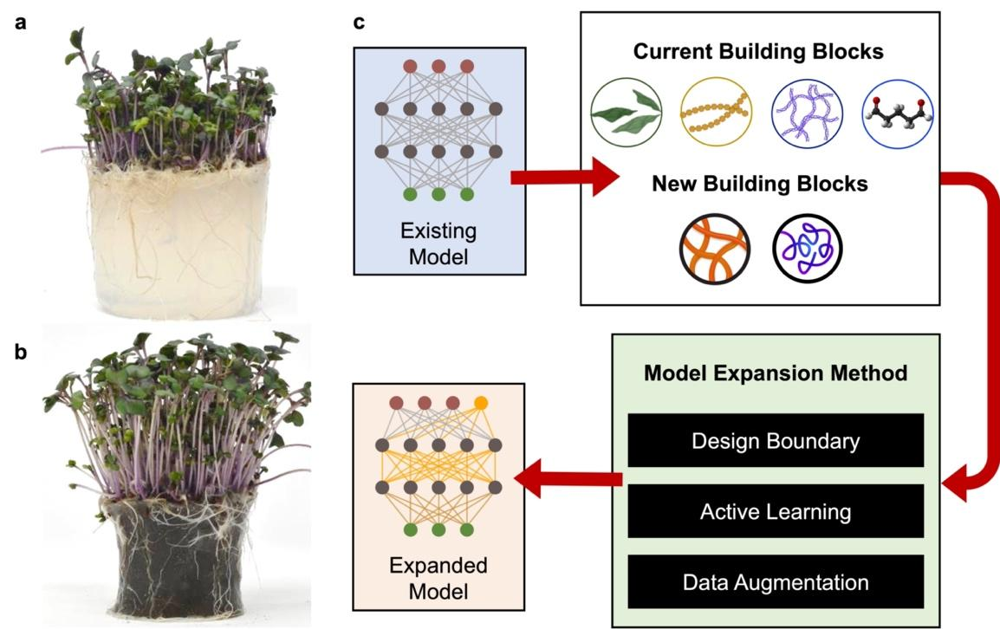 a
b
c
Existing
Model
Current Building Blocks
New Building Blocks
Model Expansion Method
Design Boundary
Active Learning
Data Augmentation
Expanded
Model